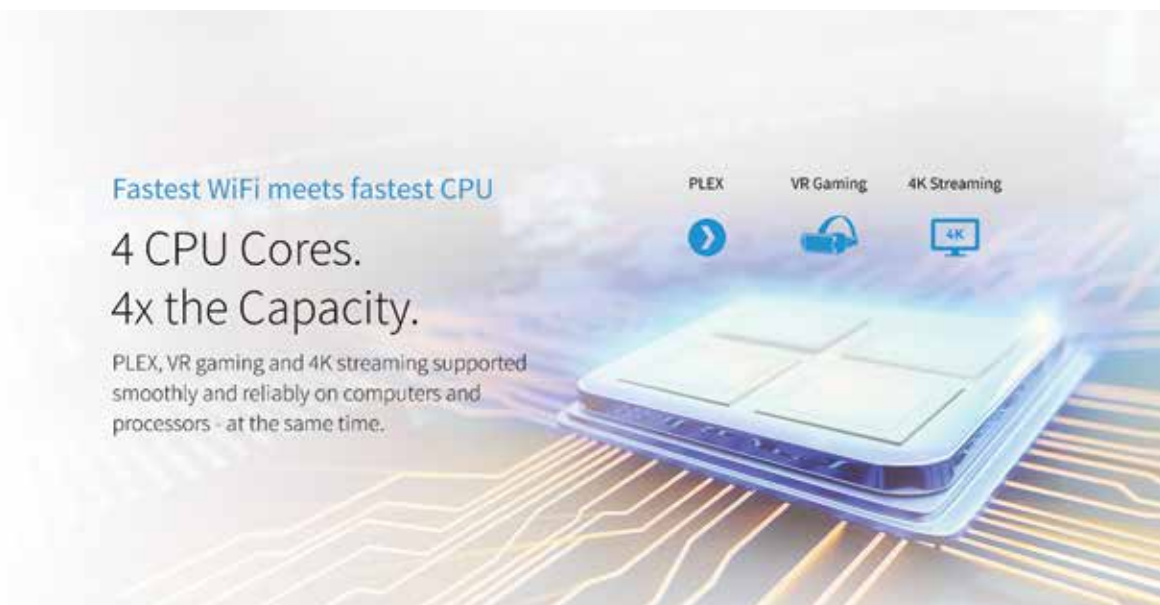 Fastest WiFi meets fastest CPU
4 CPU Cores.
4x the Capacity.
PLEX, VR gaming and 4K streaming supported
smoothly and reliably on computers and
processors - at the same time.
PLEX
VR Gaming
4K Streaming
4K